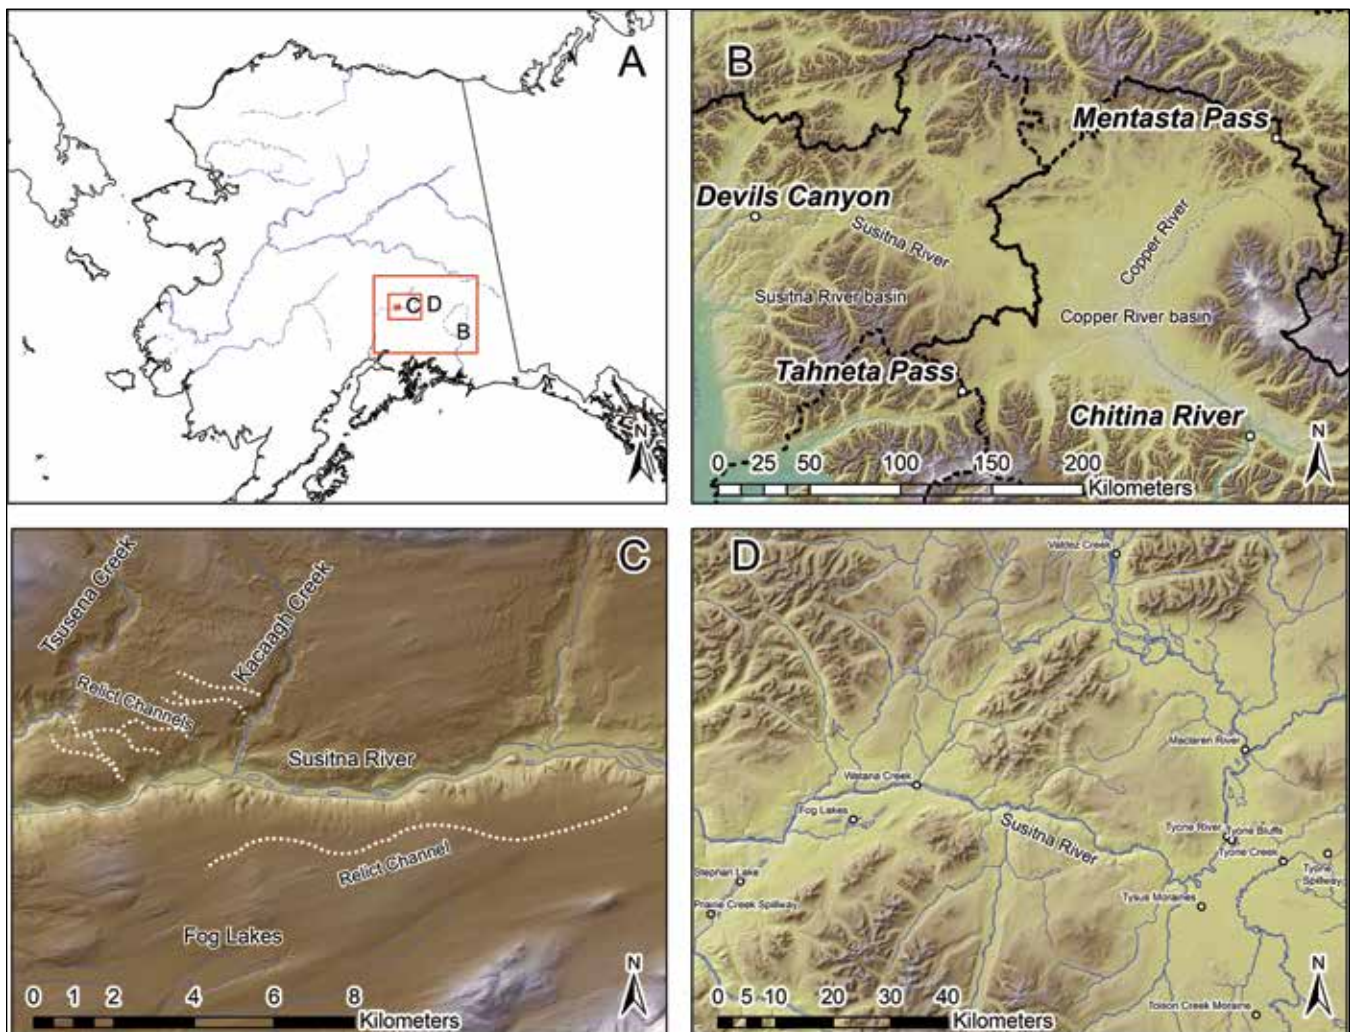 A
C
D
B
N
B
Mentasta Pass
Devils Canyon
Susitna River
Copper River
Susitna River basin
Copper River basin
Tahneta Pass
Chitina River
N
0 25 50 100 150 200
Kilometers
C
Tsusena Creek
Kacaagh Creek
Relict Channels
Susitna River
Relict Channel
Fog Lakes
N
0 1 2 4 6 8
Kilometers
D
Valdez Creek
Maclaren River
Watana Creek
Fog Lakes
Susitna River
Tyone River
Tyone Bluffs
Tyone Creek
Tyone
Spillway
Stephan Lake
Prairie Creek Spillway
Tysus Moraines
Tolson Creek Moraine
N
0 5 10 20 30 40
Kilometers